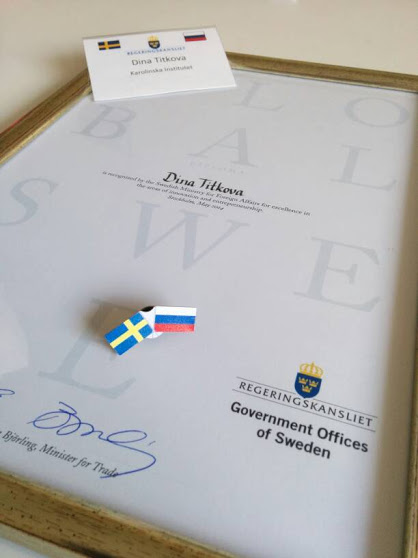 REGERINGSKANSLIET
Dina Titkova
Karolinska Institutet
GLO
BAL
SWE
L
DIPLOMA
Dina Titkova
is recognized by the Swedish Ministry for Foreign Affairs for excellence in
the areas of innovation and entrepreneurship.
Stockholm, May 2014
REGERINGSKANSLIET
Government Offices
of Sweden
Björling, Minister for Trade